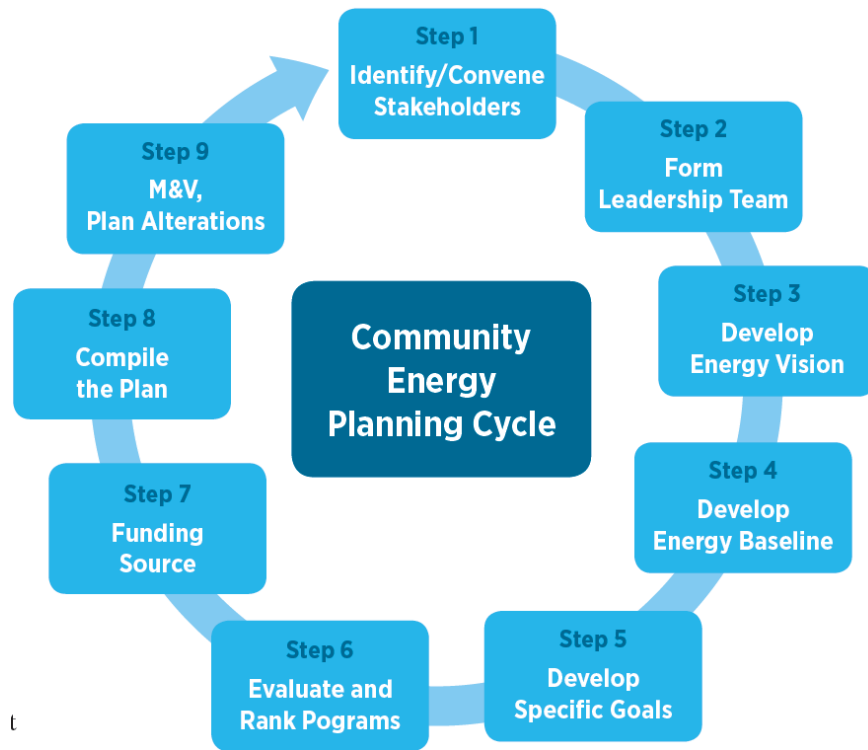 Step 1
Identify/Convene
Stakeholders
Step 2
Form
Leadership Team
Step 3
Develop
Energy Vision
Step 4
Develop
Energy Baseline
Step 5
Develop
Specific Goals
Step 6
Evaluate and
Rank Pograms
Step 7
Funding
Source
Step 8
Compile
the Plan
Step 9
M&V,
Plan Alterations
Community
Energy
Planning Cycle
t